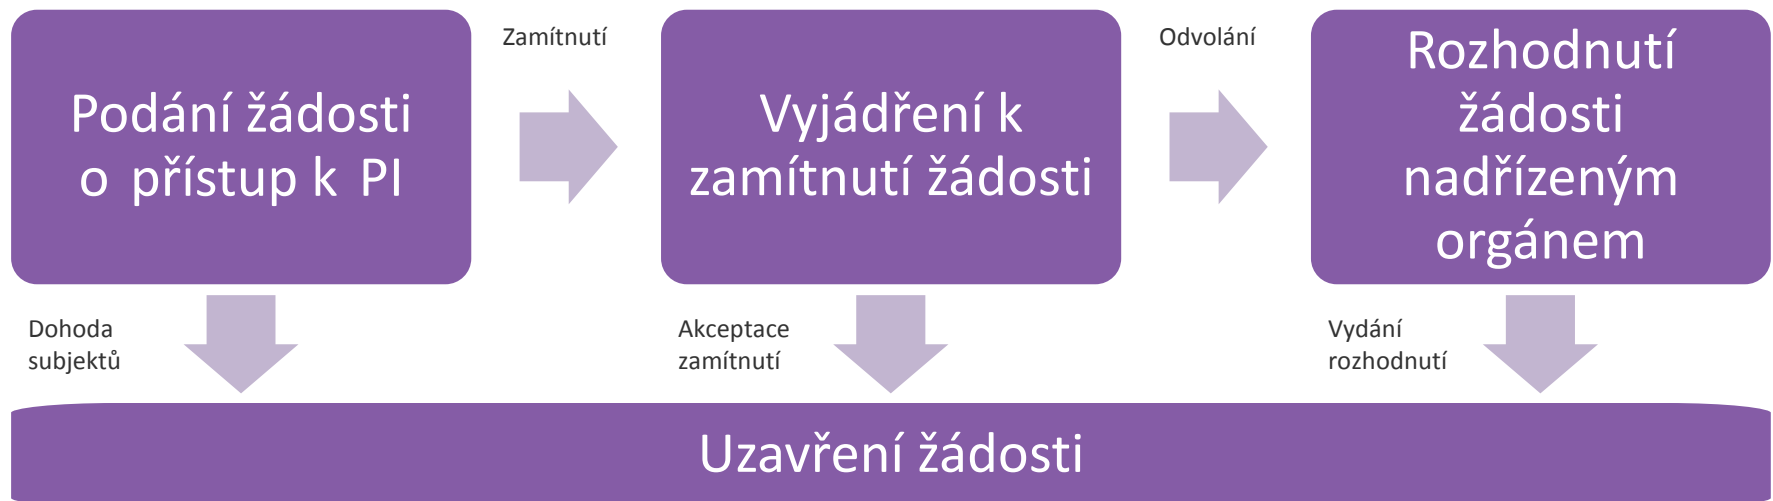 Podání žádosti
o přístup k PI
Zamítnutí
Vyjádření k
zamítnutí žádosti
Odvolání
Rozhodnutí
žádosti
nadřízeným
orgánem
Dohoda
subjektů
Akceptace
zamítnutí
Vydání
rozhodnutí
Uzavření žádosti